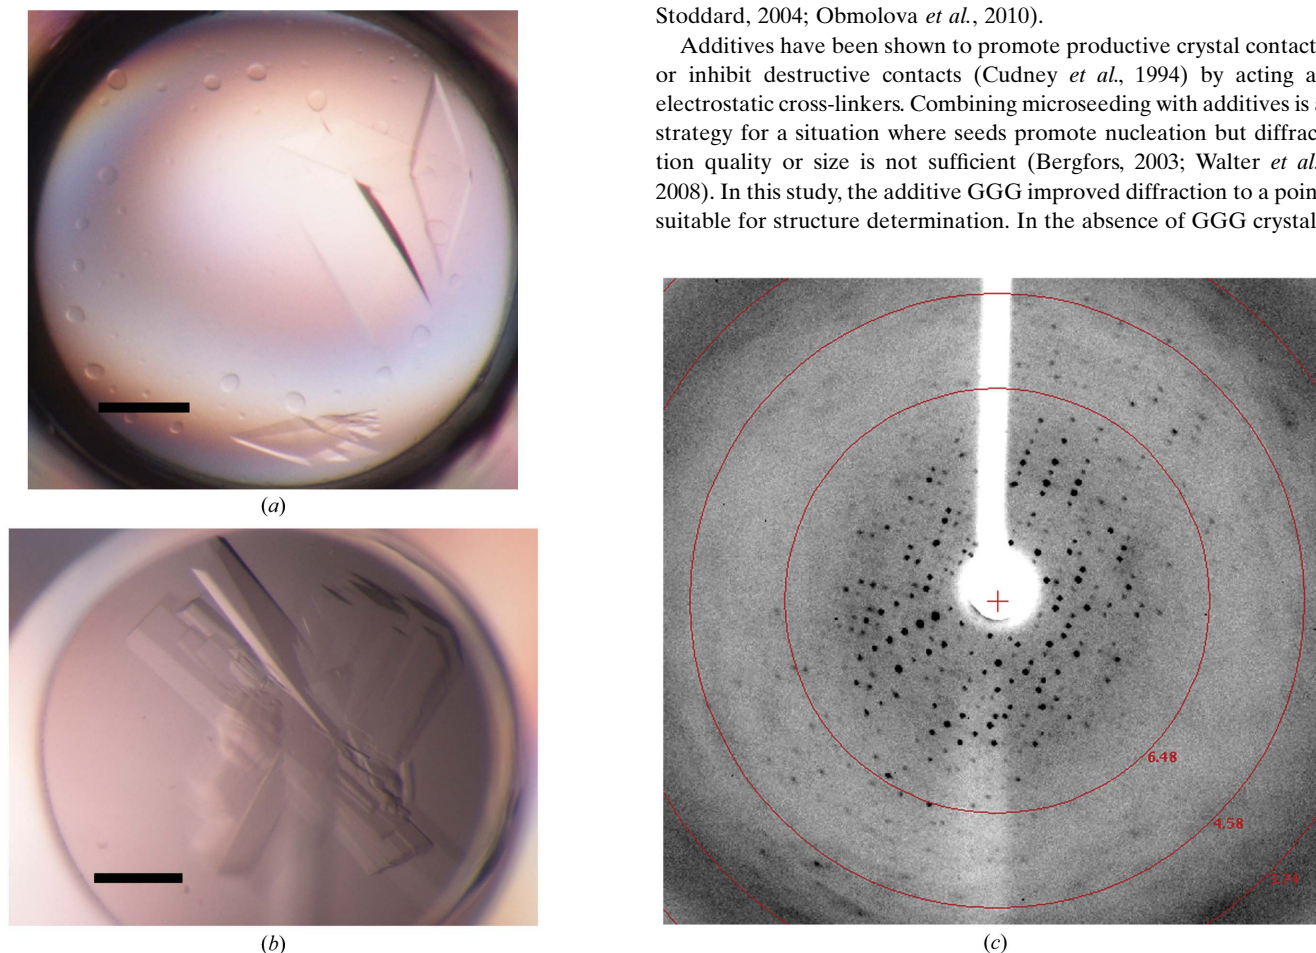 Stoddard, 2004; Obmolova et al., 2010).
Additives have been shown to promote productive crystal contact
or inhibit destructive contacts (Cudney et al., 1994) by acting a
electrostatic cross-linkers. Combining microseeding with additives is
strategy for a situation where seeds promote nucleation but diffrac-
tion quality or size is not sufficient (Bergfors, 2003; Walter et al.
2008). In this study, the additive GGG improved diffraction to a poin
suitable for structure determination. In the absence of GGG crystal
(a)
(b)
6.48
4.58
3.74
(c)